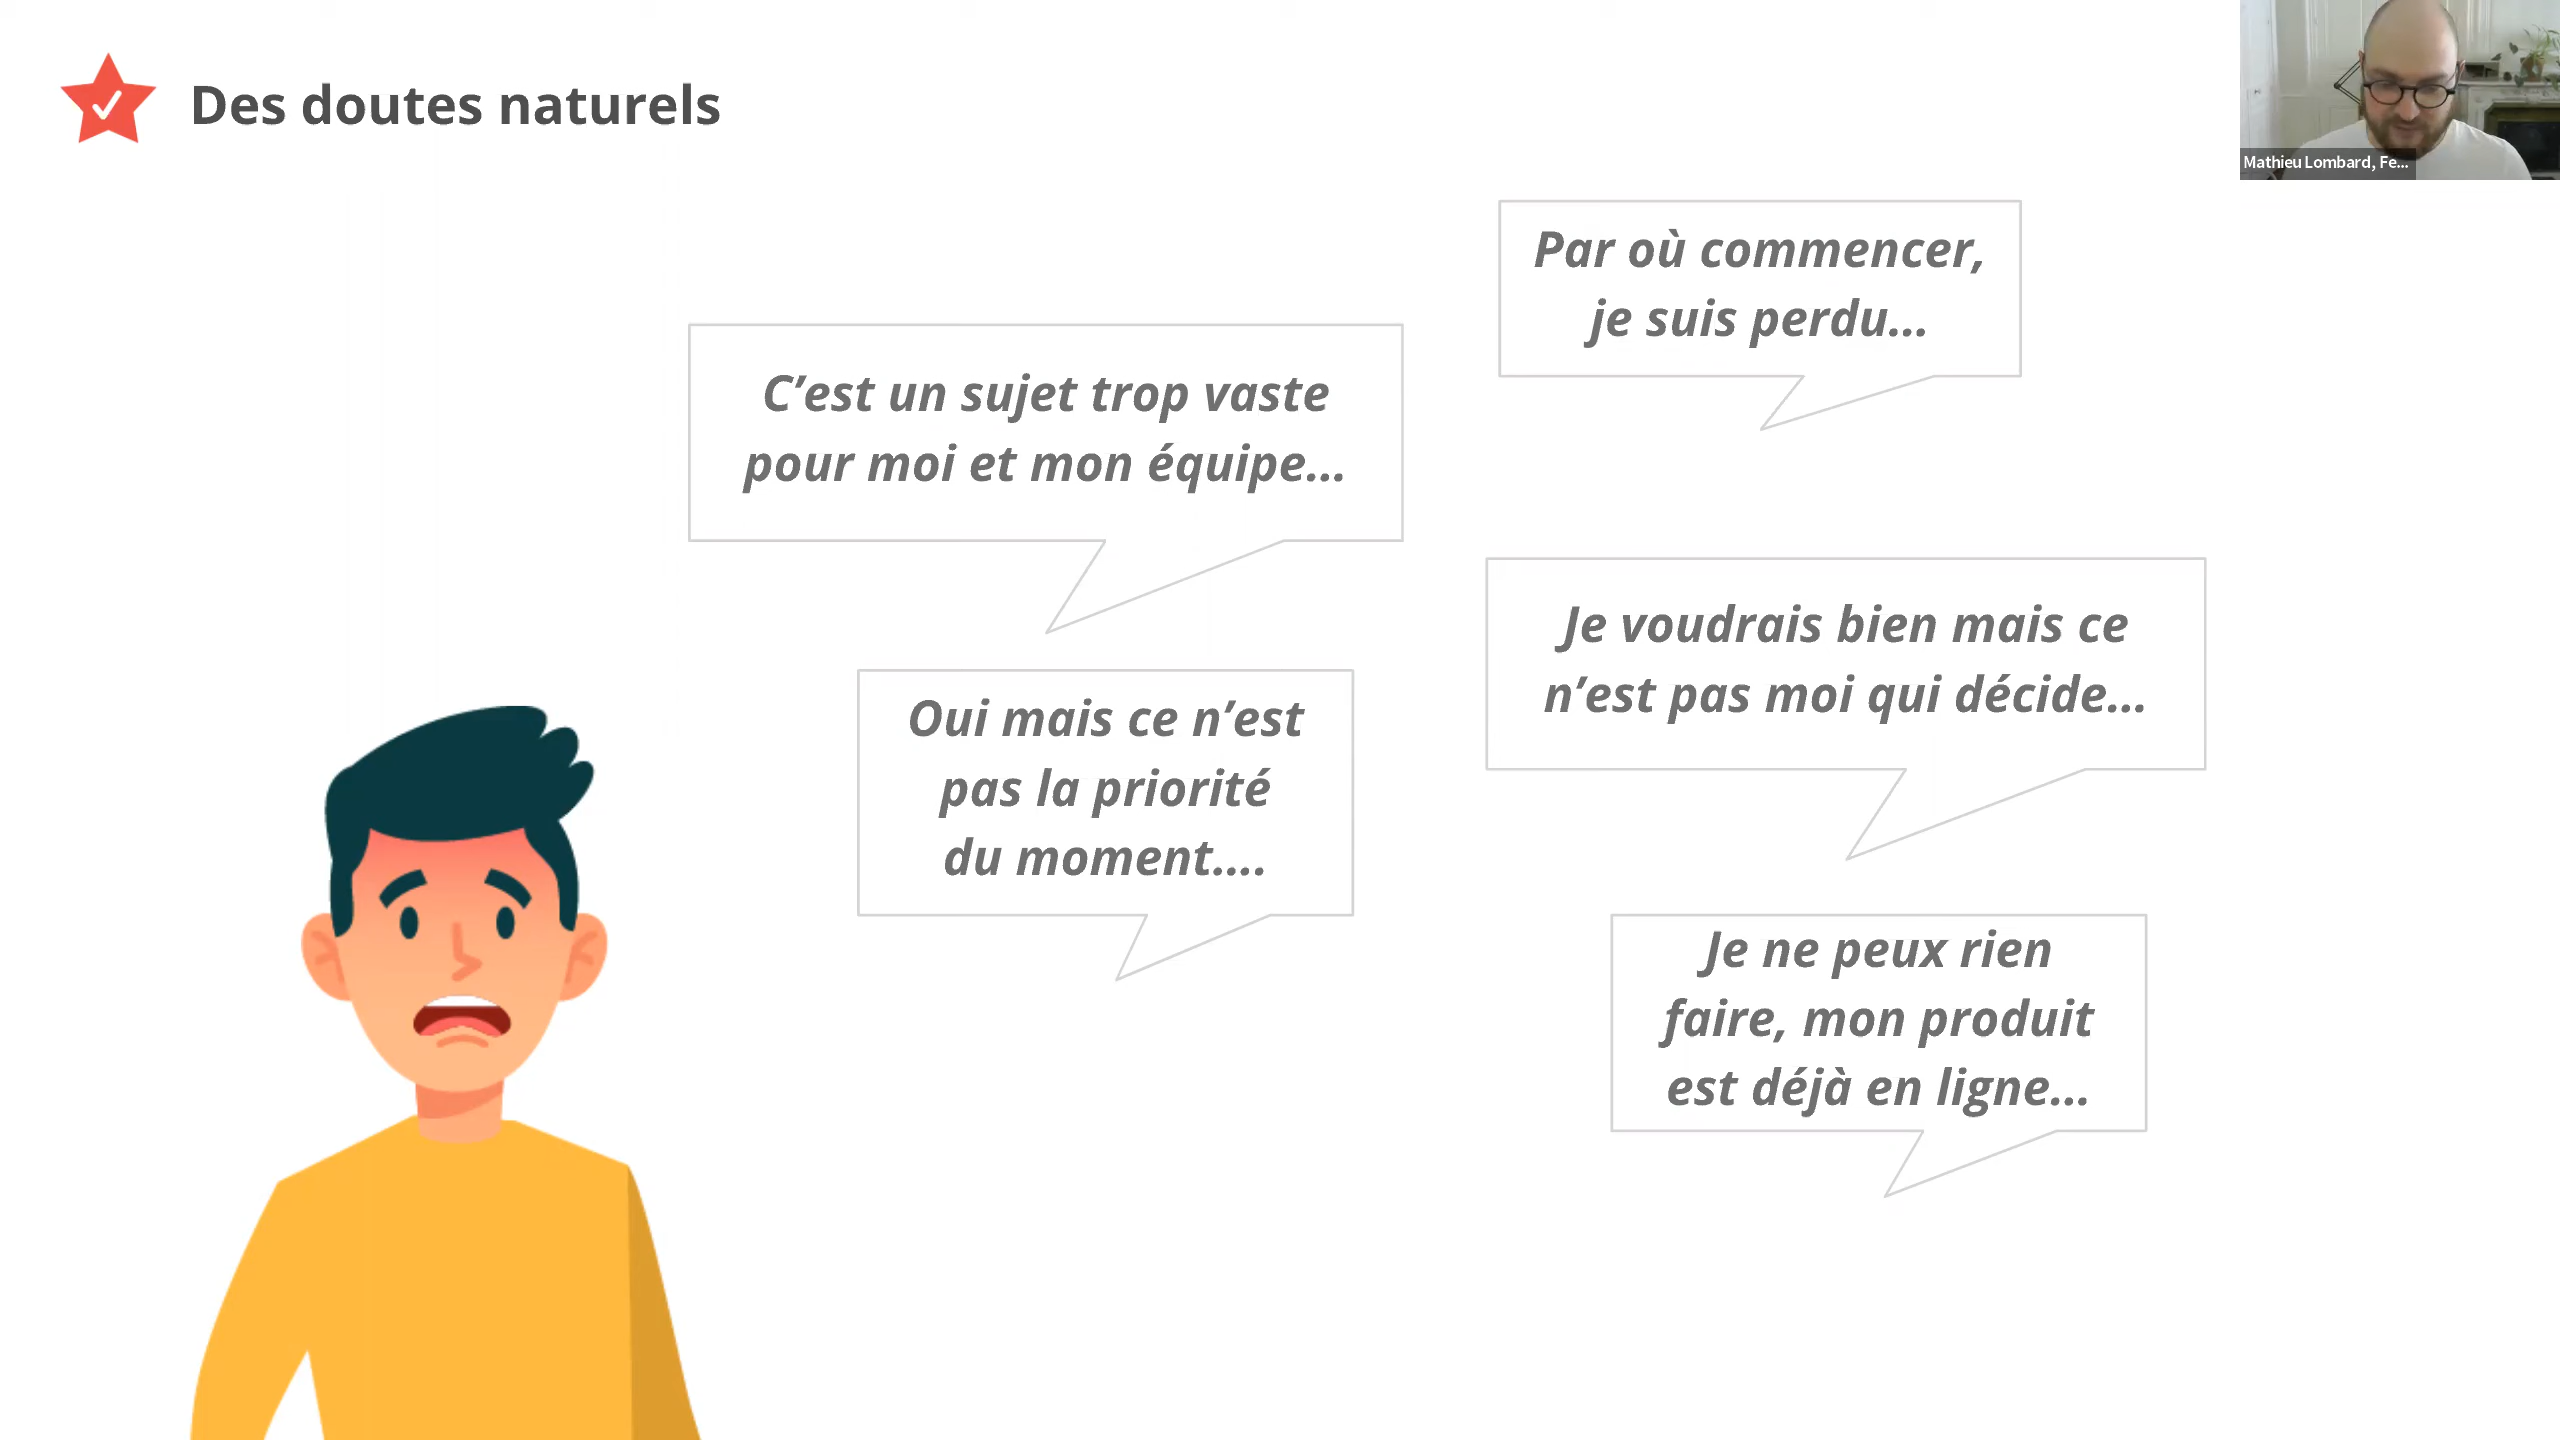 Des doutes naturels
Mathieu Lombard, Fe...
Par où commencer,
je suis perdu...
C’est un sujet trop vaste
pour moi et mon équipe...
Je voudrais bien mais ce
n’est pas moi qui décide...
Oui mais ce n’est
pas la priorité
du moment....
Je ne peux rien
faire, mon produit
est déjà en ligne...